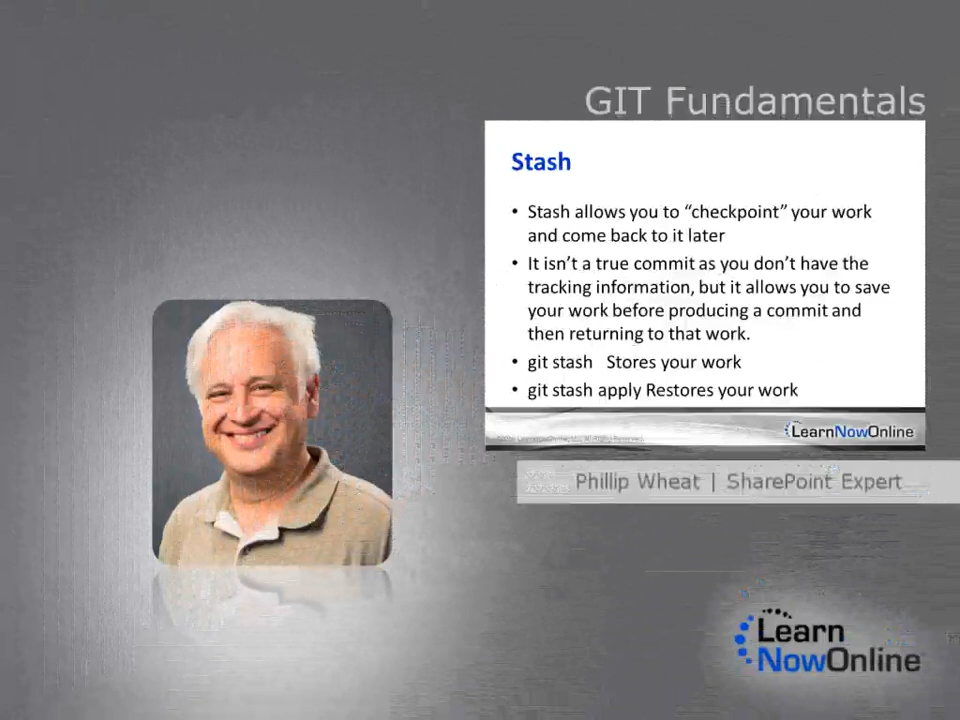 GIT Fundamentals
Stash
• Stash allows you to “checkpoint” your work
and come back to it later
• It isn’t a true commit as you don’t have the
tracking information, but it allows you to save
your work before producing a commit and
then returning to that work.
• git stash   Stores your work
• git stash apply Restores your work
LearnNowOnline
Phillip Wheat | SharePoint Expert
Learn
NowOnline